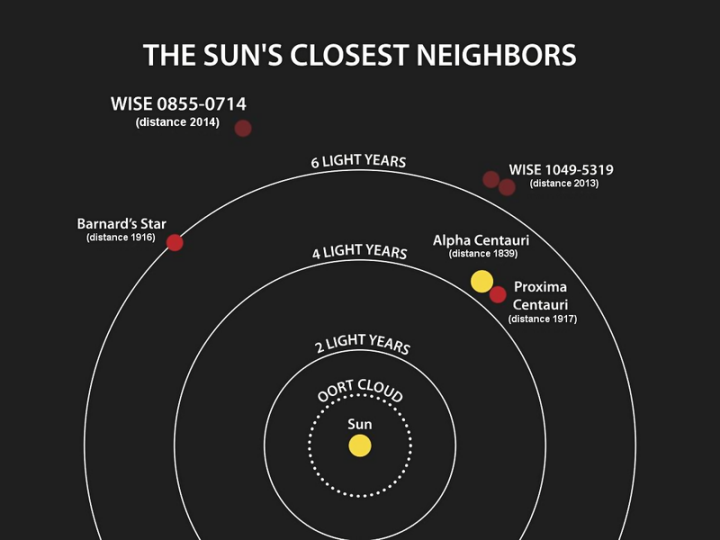 THE SUN'S CLOSEST NEIGHBORS
WISE 0855-0714
(distance 2014)
6 LIGHT YEARS
WISE 1049-5319
(distance 2013)
Barnard's Star
(distance 1916)
4 LIGHT YEARS
Alpha Centauri
(distance 1839)
Proxima
Centauri
(distance 1917)
2 LIGHT YEARS
OORT CLOUD
Sun